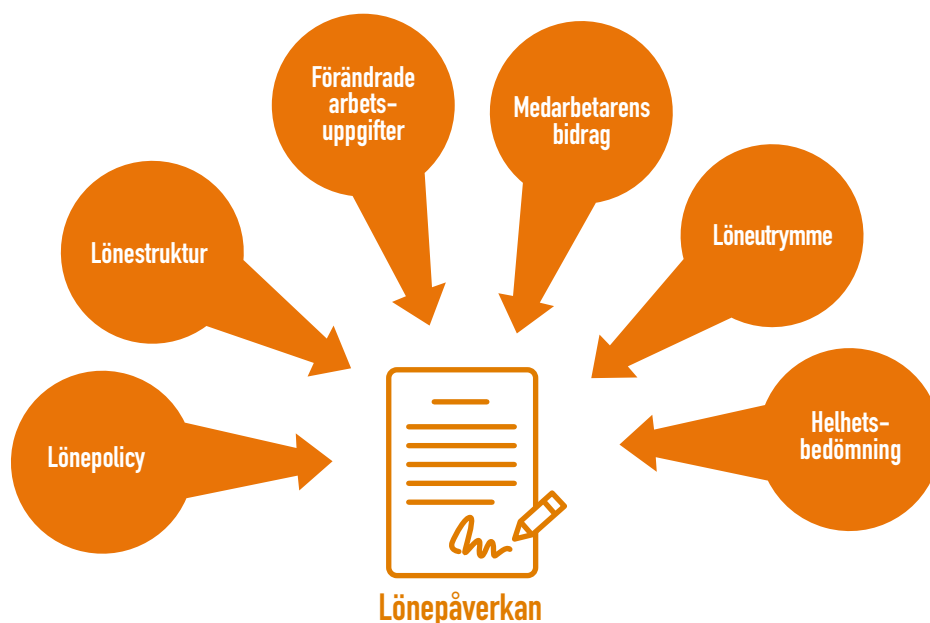 Förändrade
arbets-
uppgifter
Medarbetarens
bidrag
Lönestruktur
Löneutrymme
Lönepolicy
Helhets-
bedömning
Lönepåverkan